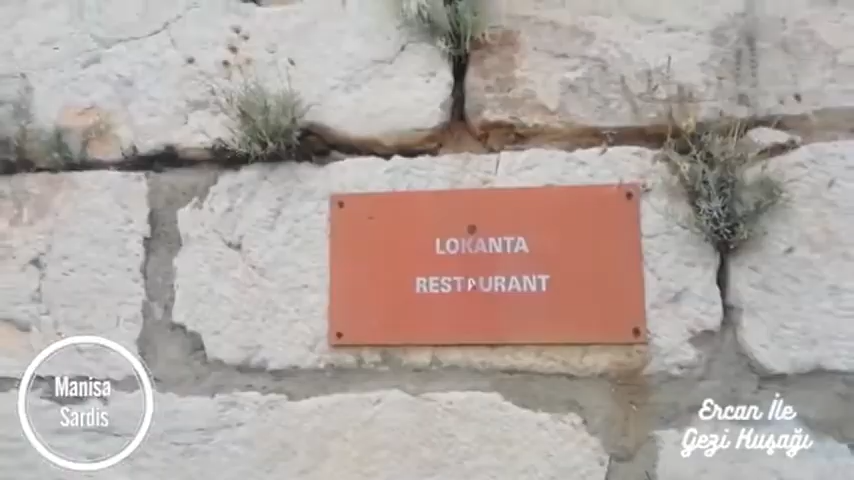 LOKANTA
RESTAURANT
Manisa
Sardis
Ercan İle
Gezi Kuşağı